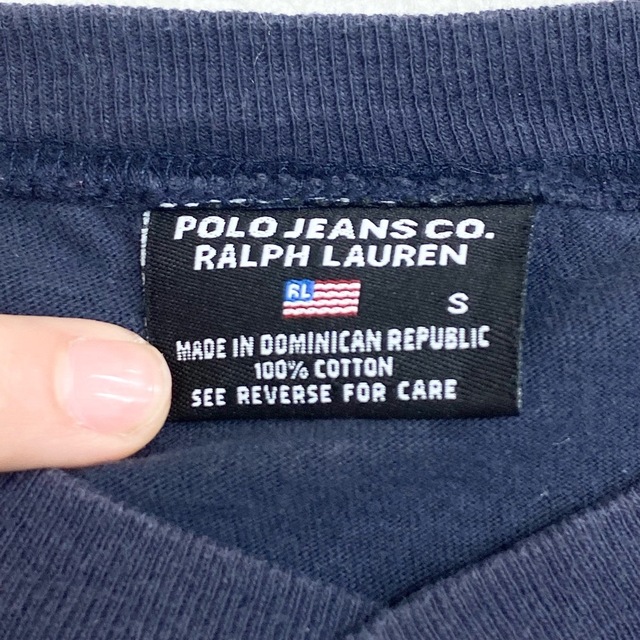 POLO JEANS CO.
RALPH LAUREN
RL
S
MADE IN DOMINICAN REPUBLIC
100% COTTON
SEE REVERSE FOR CARE